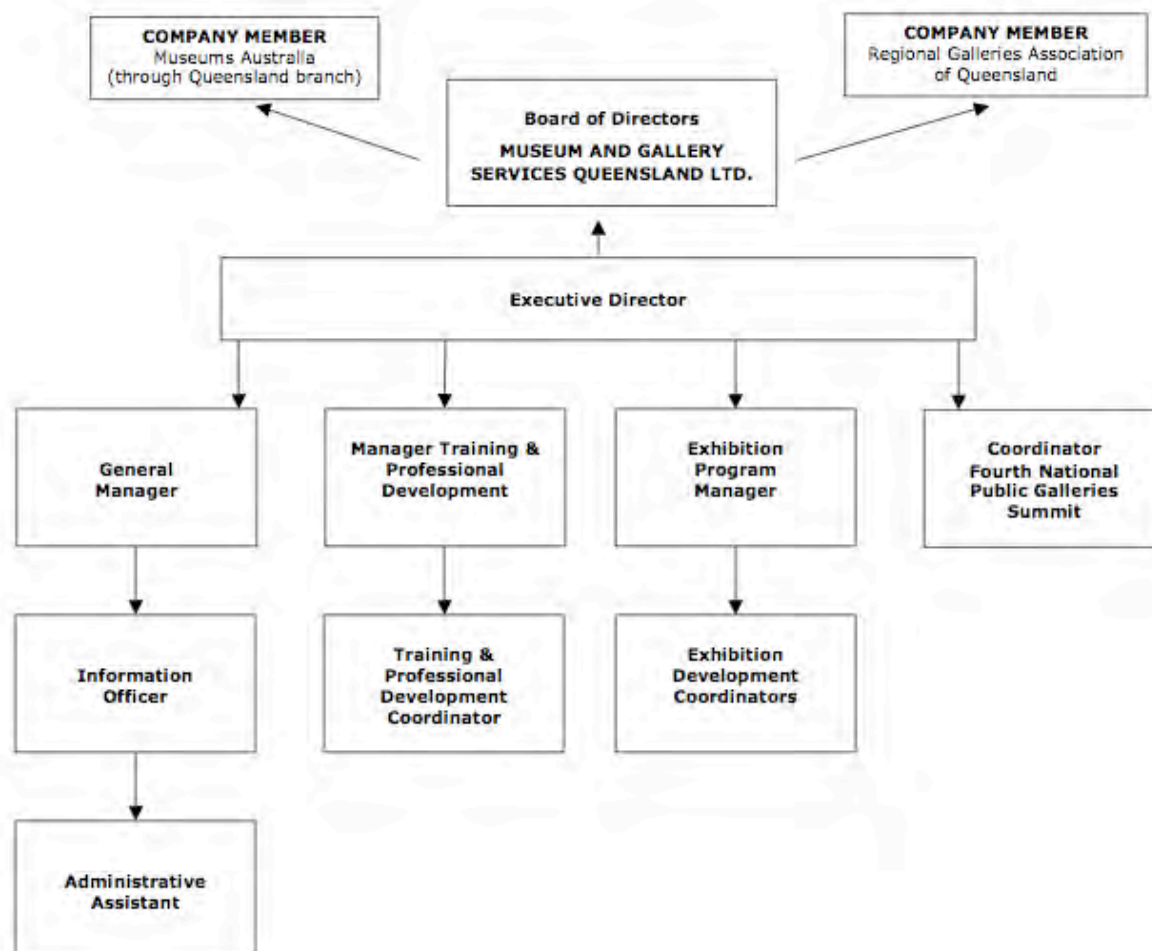 COMPANY MEMBER
Museums Australia
(through Queensland branch)
COMPANY MEMBER
Regional Galleries Association
of Queensland
Board of Directors
MUSEUM AND GALLERY
SERVICES QUEENSLAND LTD.
Executive Director
General
Manager
Manager Training &
Professional
Development
Exhibition
Program
Manager
Coordinator
Fourth National
Public Galleries
Summit
Information
Officer
Training &
Professional
Development
Coordinator
Exhibition
Development
Coordinators
Administrative
Assistant